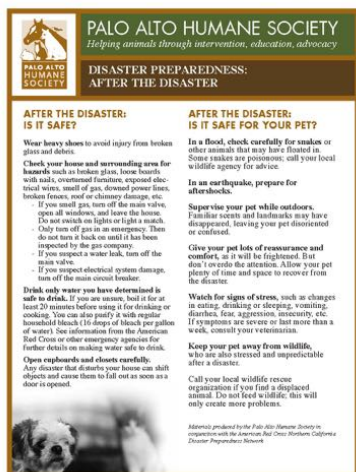 PALO ALTO
HUMANE
SOCIETY
PALO ALTO HUMANE SOCIETY
Helping animals through intervention, education, advocacy
DISASTER PREPAREDNESS:
AFTER THE DISASTER
AFTER THE DISASTER:
IS IT SAFE?
Wear heavy shoes to avoid injury from broken
glass and debris.
Check your house and surrounding area for
hazards such as broken glass, loose boards
with nails, overturned furniture, exposed elec-
trical wires, smell of gas, downed power lines,
broken fences, roof or chimney damage, etc.
- If you smell gas, turn off the main valve,
open all windows, and leave the house.
Do not switch on lights or light a match.
- Only turn off gas in an emergency. Then
do not turn it back on until it has been
inspected by the gas company.
- If you suspect a water leak, turn off the
main valve.
- If you suspect electrical system damage,
turn off the main circuit breaker.
Drink only water you have determined is
safe to drink. If you are unsure, boil it for at
least 20 minutes before using it for drinking or
cooking. You can also purify it with regular
household bleach (16 drops of bleach per gallon
of water). See information from the American
Red Cross or other emergency agencies for
further details on making water safe to drink.
Open cupboards and closets carefully.
Any disaster that disturbs your house can shift
objects and cause them to fall out as soon as a
door is opened.
AFTER THE DISASTER:
IS IT SAFE FOR YOUR PET?
In a flood, check carefully for snakes or
other animals that may have floated in.
Some snakes are poisonous; call your local
wildlife agency for advice.
In an earthquake, prepare for
aftershocks.
Supervise your pet while outdoors.
Familiar scents and landmarks may have
disappeared, leaving your pet disoriented
or confused.
Give your pet lots of reassurance and
comfort, as it will be frightened. But
don't overdo the attention. Allow your pet
plenty of time and space to recover from
the disaster.
Watch for signs of stress, such as changes
in eating, drinking or sleeping, vomiting,
diarrhea, fear, aggression, insecurity, etc.
If symptoms are severe or last more than a
week, consult your veterinarian.
Keep your pet away from wildlife,
who are also stressed and unpredictable
after a disaster.
Call your local wildlife rescue
organization if you find a displaced
animal. Do not feed wildlife; this will
only create more problems.
Materials produced by the Palo Alto Humane Society in
conjunction with the American Red Cross Northern California
Disaster Preparedness Network